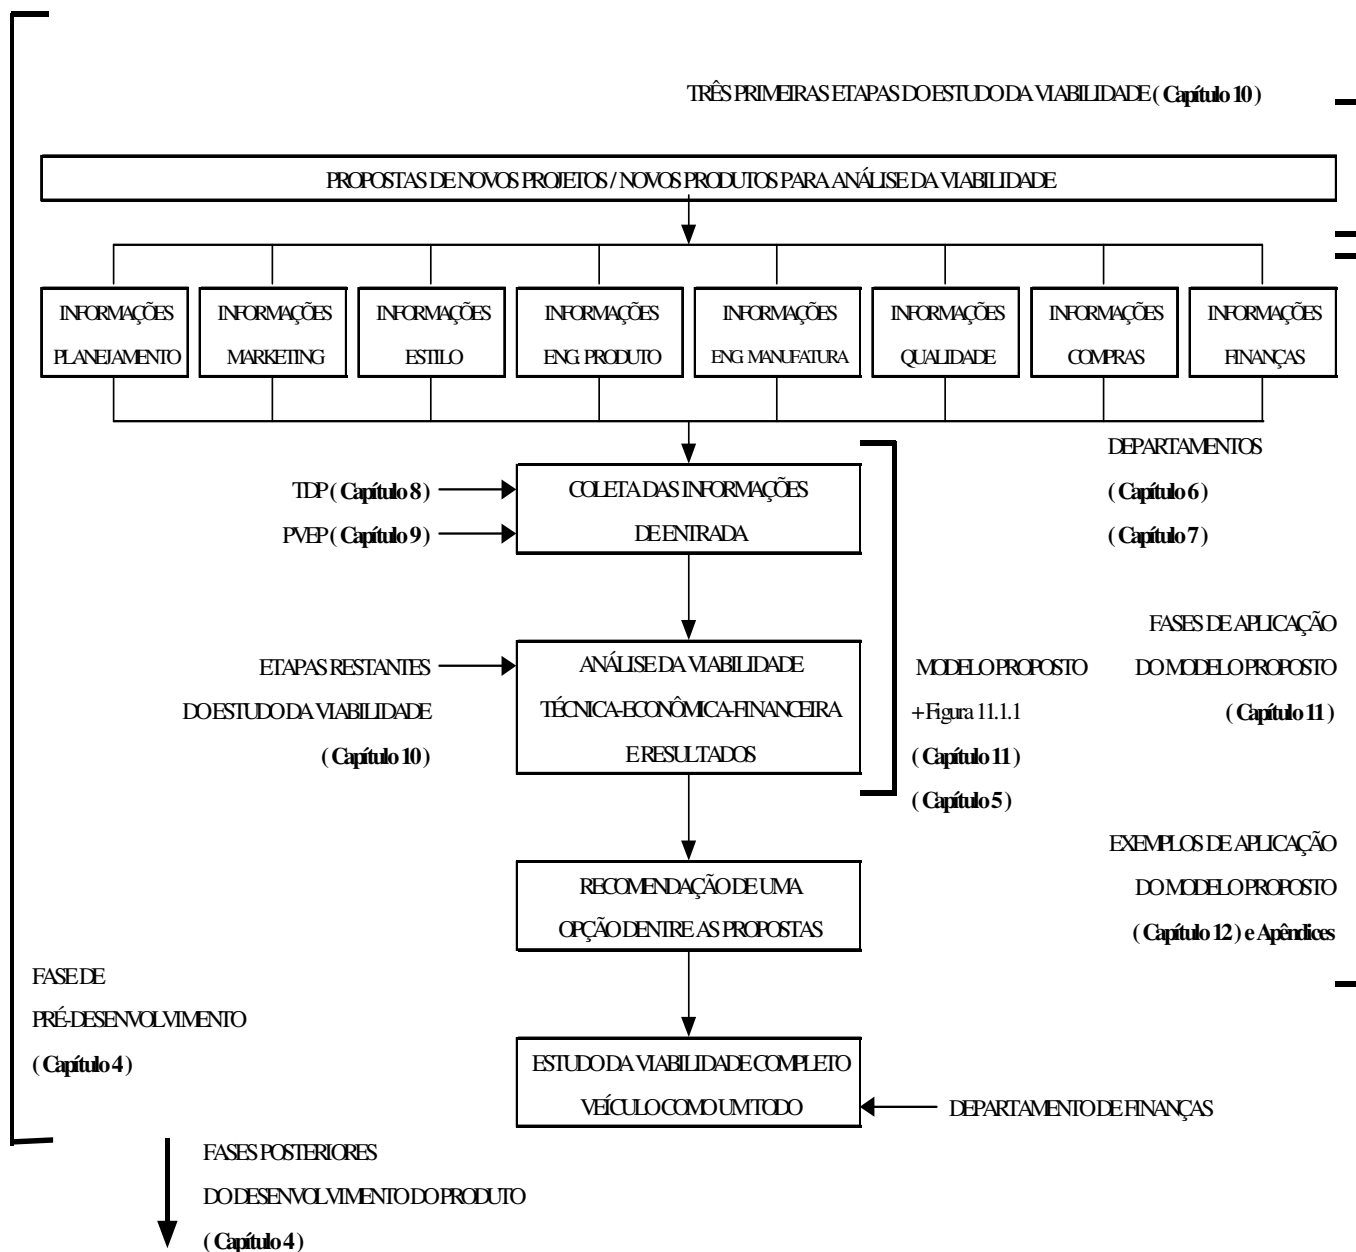 TRÊS PRIMEIRAS ETAPAS DO ESTUDO DA VIABILIDADE ( Capítulo 10 )
PROPOSTAS DE NOVOS PROJETOS / NOVOS PRODUTOS PARA ANÁLISE DA VIABILIDADE
INFORMAÇÕES
PLANEJAMENTO
INFORMAÇÕES
MARKETING
INFORMAÇÕES
ESTILO
INFORMAÇÕES
ENG. PRODUTO
INFORMAÇÕES
ENG. MANUFATURA
INFORMAÇÕES
QUALIDADE
INFORMAÇÕES
COMPRAS
INFORMAÇÕES
FINANÇAS
DEPARTAMENTOS
( Capítulo 6 )
( Capítulo 7 )
TDP ( Capítulo 8 )
PVEP ( Capítulo 9 )
COLETA DAS INFORMAÇÕES
DE ENTRADA
ETAPAS RESTANTES
DO ESTUDO DA VIABILIDADE
( Capítulo 10 )
ANÁLISE DA VIABILIDADE
TÉCNICA-ECONÔMICA-FINANCEIRA
E RESULTADOS
MODELO PROPOSTO
+ Figura 11.1.1
( Capítulo 11 )
( Capítulo 5 )
FASES DE APLICAÇÃO
DO MODELO PROPOSTO
( Capítulo 11 )
RECOMENDAÇÃO DE UMA
OPÇÃO DENTRE AS PROPOSTAS
EXEMPLOS DE APLICAÇÃO
DO MODELO PROPOSTO
( Capítulo 12 ) e Apêndices
FASE DE
PRÉ-DESENVOLVIMENTO
( Capítulo 4 )
ESTUDO DA VIABILIDADE COMPLETO
VEÍCULO COMO UM TODO
DEPARTAMENTO DE FINANÇAS
FASES POSTERIORES
DO DESENVOLVIMENTO DO PRODUTO
( Capítulo 4 )